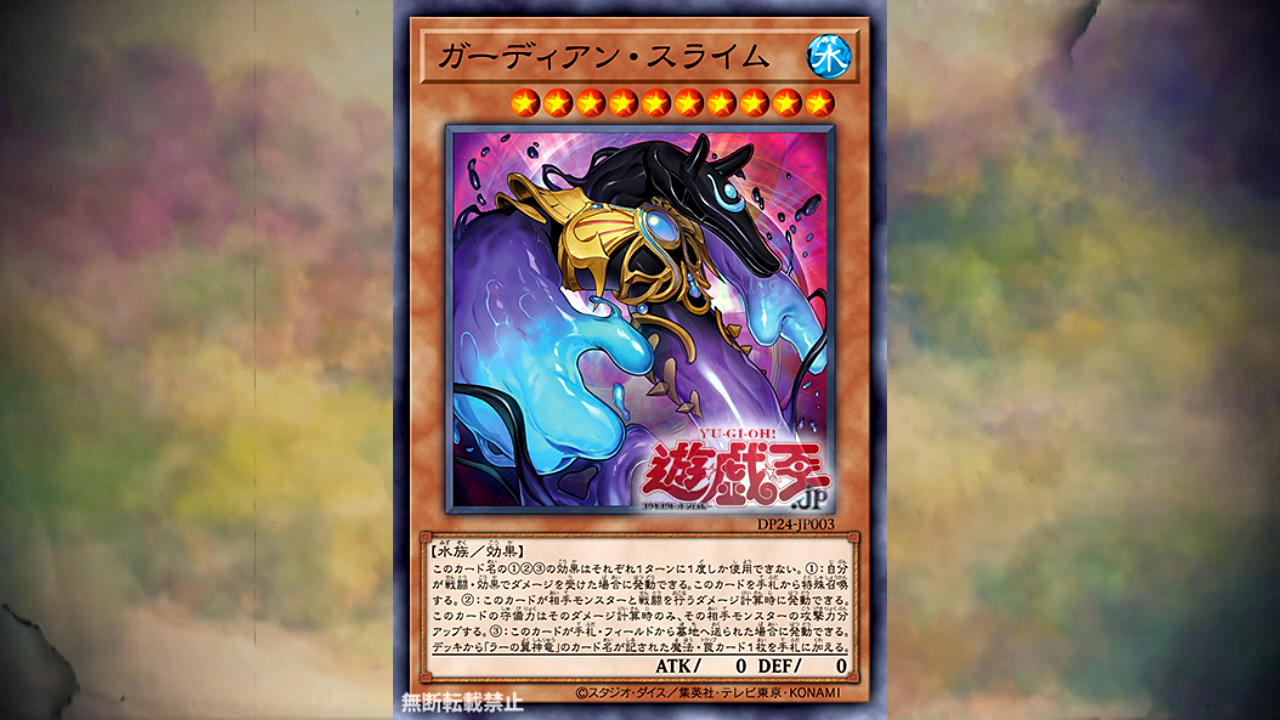 ガーディアン・スライム
水
YU-GI-OH!
遊戯王
.jp
DP24-JP003
【水族／効果】
このカード名の①②③の効果はそれぞれ1ターンに1度しか使用できない。①:自分
が戦闘・効果でダメージを受けた場合に発動できる。このカードを手札から特殊召喚
する。②:このカードが相手モンスターと戦闘を行うダメージ計算時に発動できる。
このカードの守備力はそのダメージ計算時のみ、その相手モンスターの攻撃力分
アップする。③:このカードが手札・フィールドから墓地へ送られた場合に発動できる。
デッキから「ラーの翼神竜」のカード名が記された魔法・罠カード1枚を手札に加える。
ATK/ 0 DEF/ 0
©スタジオ・ダイス／集英社・テレビ東京・KONAMI
無断転載禁止